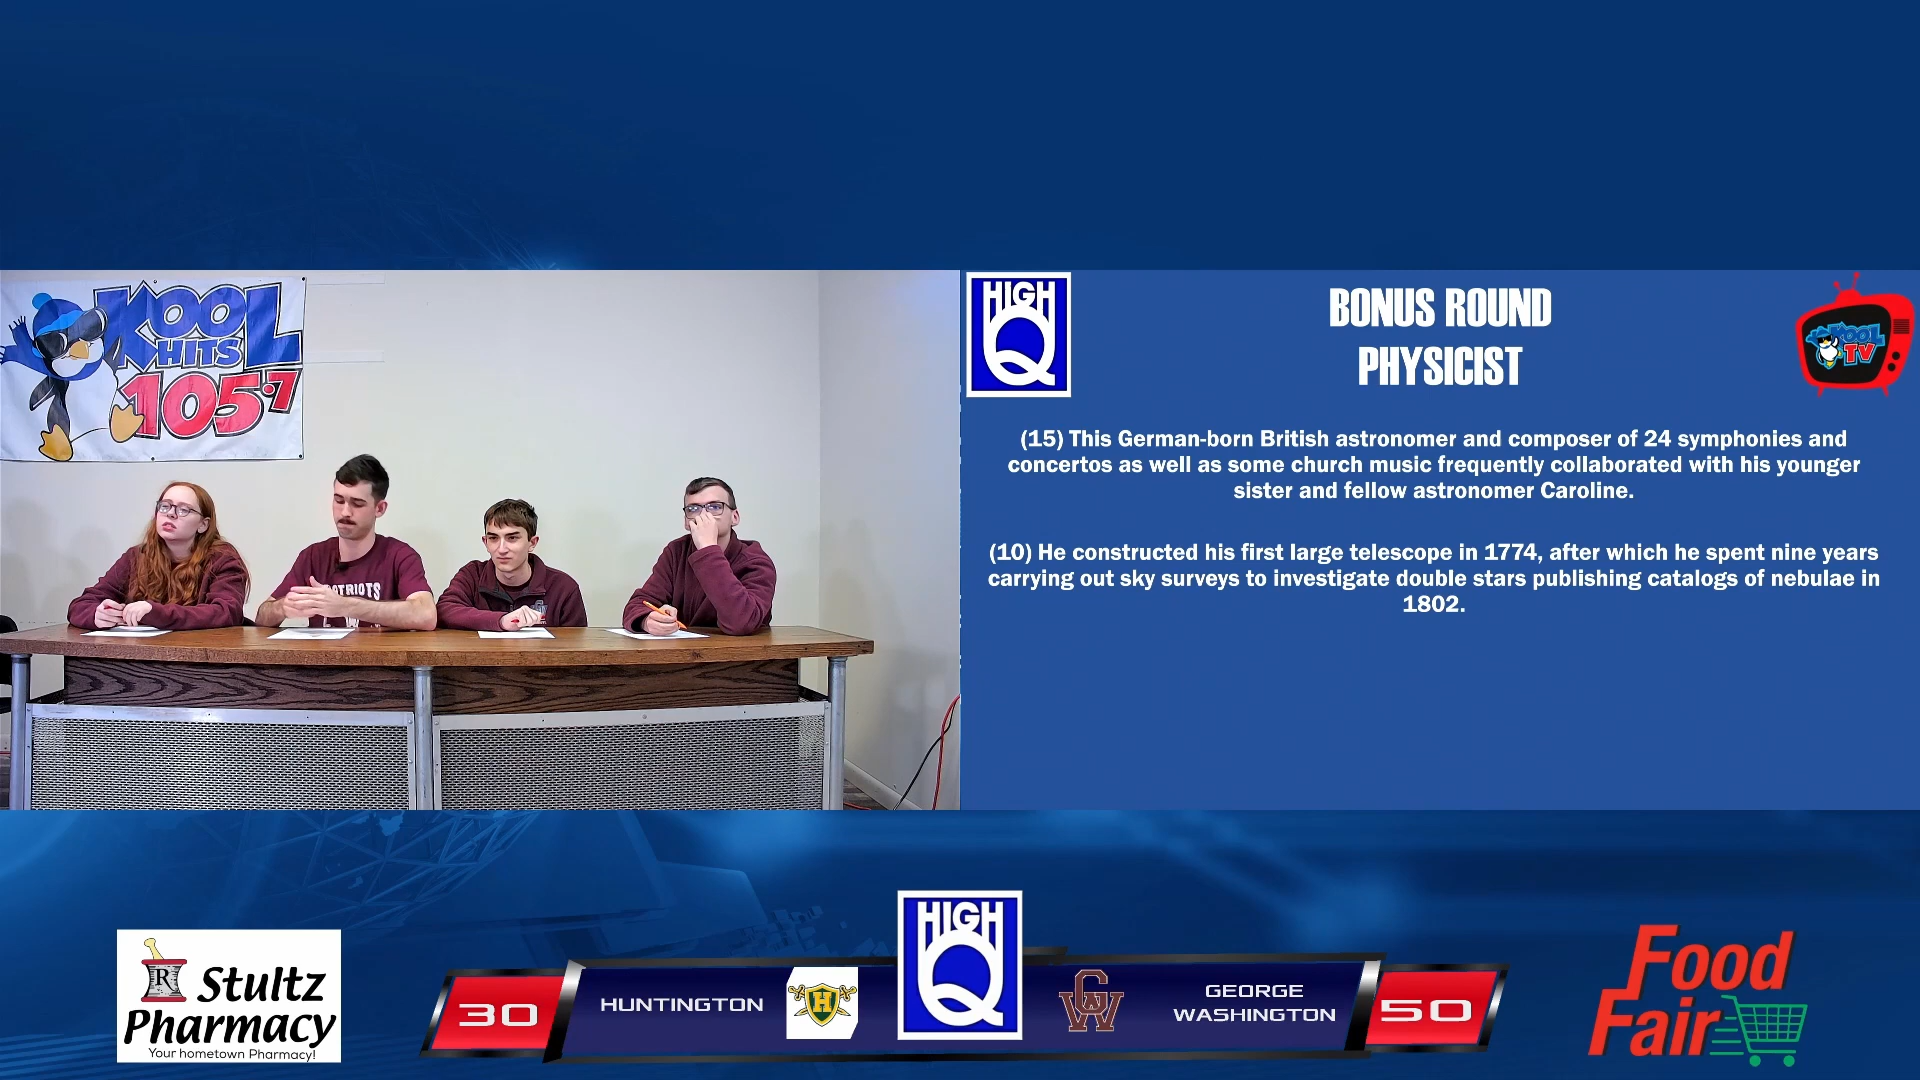 KOOL
HITS
105.7
PATRIOTS
HIGH
Q
BONUS ROUND
PHYSICIST
KOOL
TV
(15) This German-born British astronomer and composer of 24 symphonies and
concertos as well as some church music frequently collaborated with his younger
sister and fellow astronomer Caroline.
(10) He constructed his first large telescope in 1774, after which he spent nine years
carrying out sky surveys to investigate double stars publishing catalogs of nebulae in
1802.
R
Stultz
Pharmacy
Your hometown Pharmacy!
30
HUNTINGTON
H
HIGH
Q
GW
GEORGE
WASHINGTON
50
Food
Fair